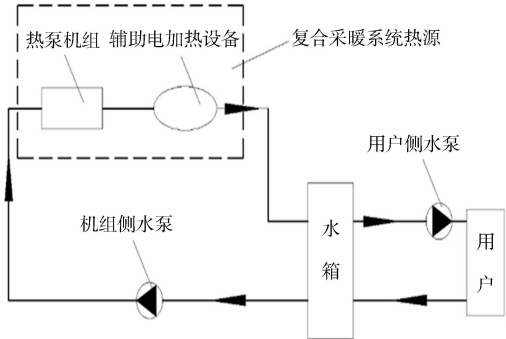 热泵机组
辅助电加热设备
复合采暖系统热源
用户侧水泵
机组侧水泵
水箱
用户